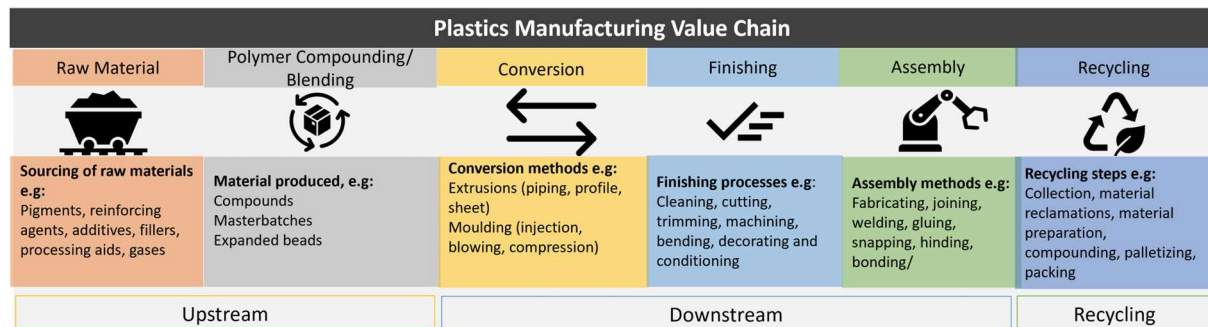 Plastics Manufacturing Value Chain
Raw Material
Polymer Compounding/
Blending
Conversion
Finishing
Assembly
Recycling
Sourcing of raw materials
e.g:
Pigments, reinforcing
agents, additives, fillers,
processing aids, gases
Material produced, e.g:
Compounds
Masterbatches
Expanded beads
Conversion methods e.g:
Extrusions (piping, profile,
sheet)
Moulding (injection,
blowing, compression)
Finishing processes e.g:
Cleaning, cutting,
trimming, machining,
bending, decorating and
conditioning
Assembly methods e.g:
Fabricating, joining,
welding, gluing,
snapping, hinding,
bonding/
Recycling steps e.g:
Collection, material
reclamations, material
preparation,
compounding, palletizing,
packing
Upstream
Downstream
Recycling